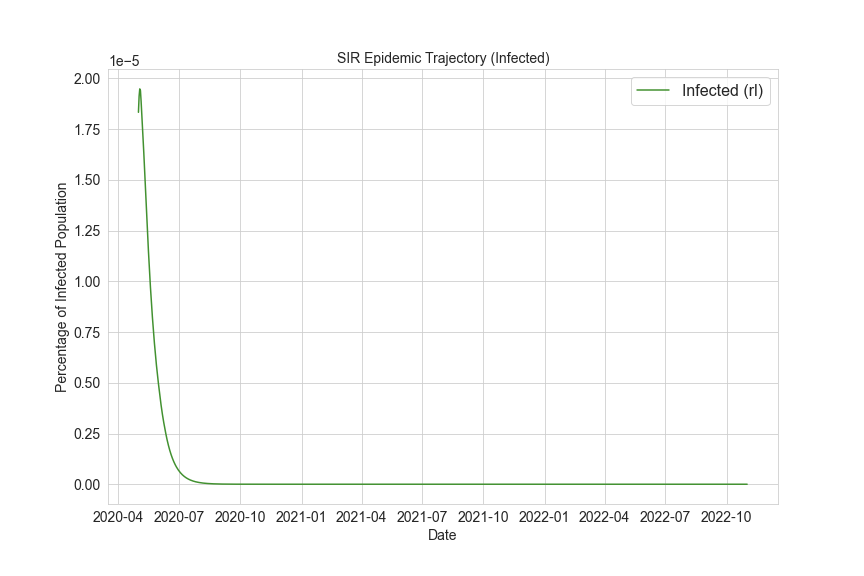 SIR Epidemic Trajectory (Infected)
1e−5
Infected (rI)
2.00
1.75
1.50
1.25
1.00
0.75
0.50
0.25
0.00
Percentage of Infected Population
2020-04 2020-07 2020-10 2021-01 2021-04 2021-07 2021-10 2022-01 2022-04 2022-07 2022-10
Date